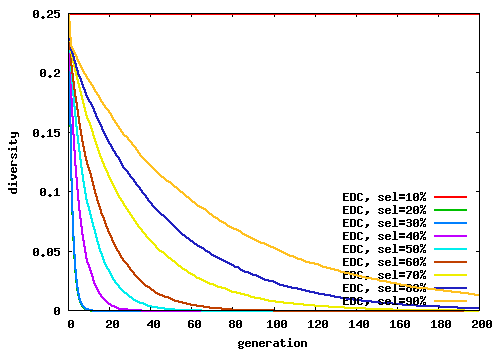 0.25
0.2
0.15
0.1
0.05
0
diversity
EDC, sel=10%
EDC, sel=20%
EDC, sel=30%
EDC, sel=40%
EDC, sel=50%
EDC, sel=60%
EDC, sel=70%
EDC, sel=80%
EDC, sel=90%
0 20 40 60 80 100 120 140 160 180 200
generation